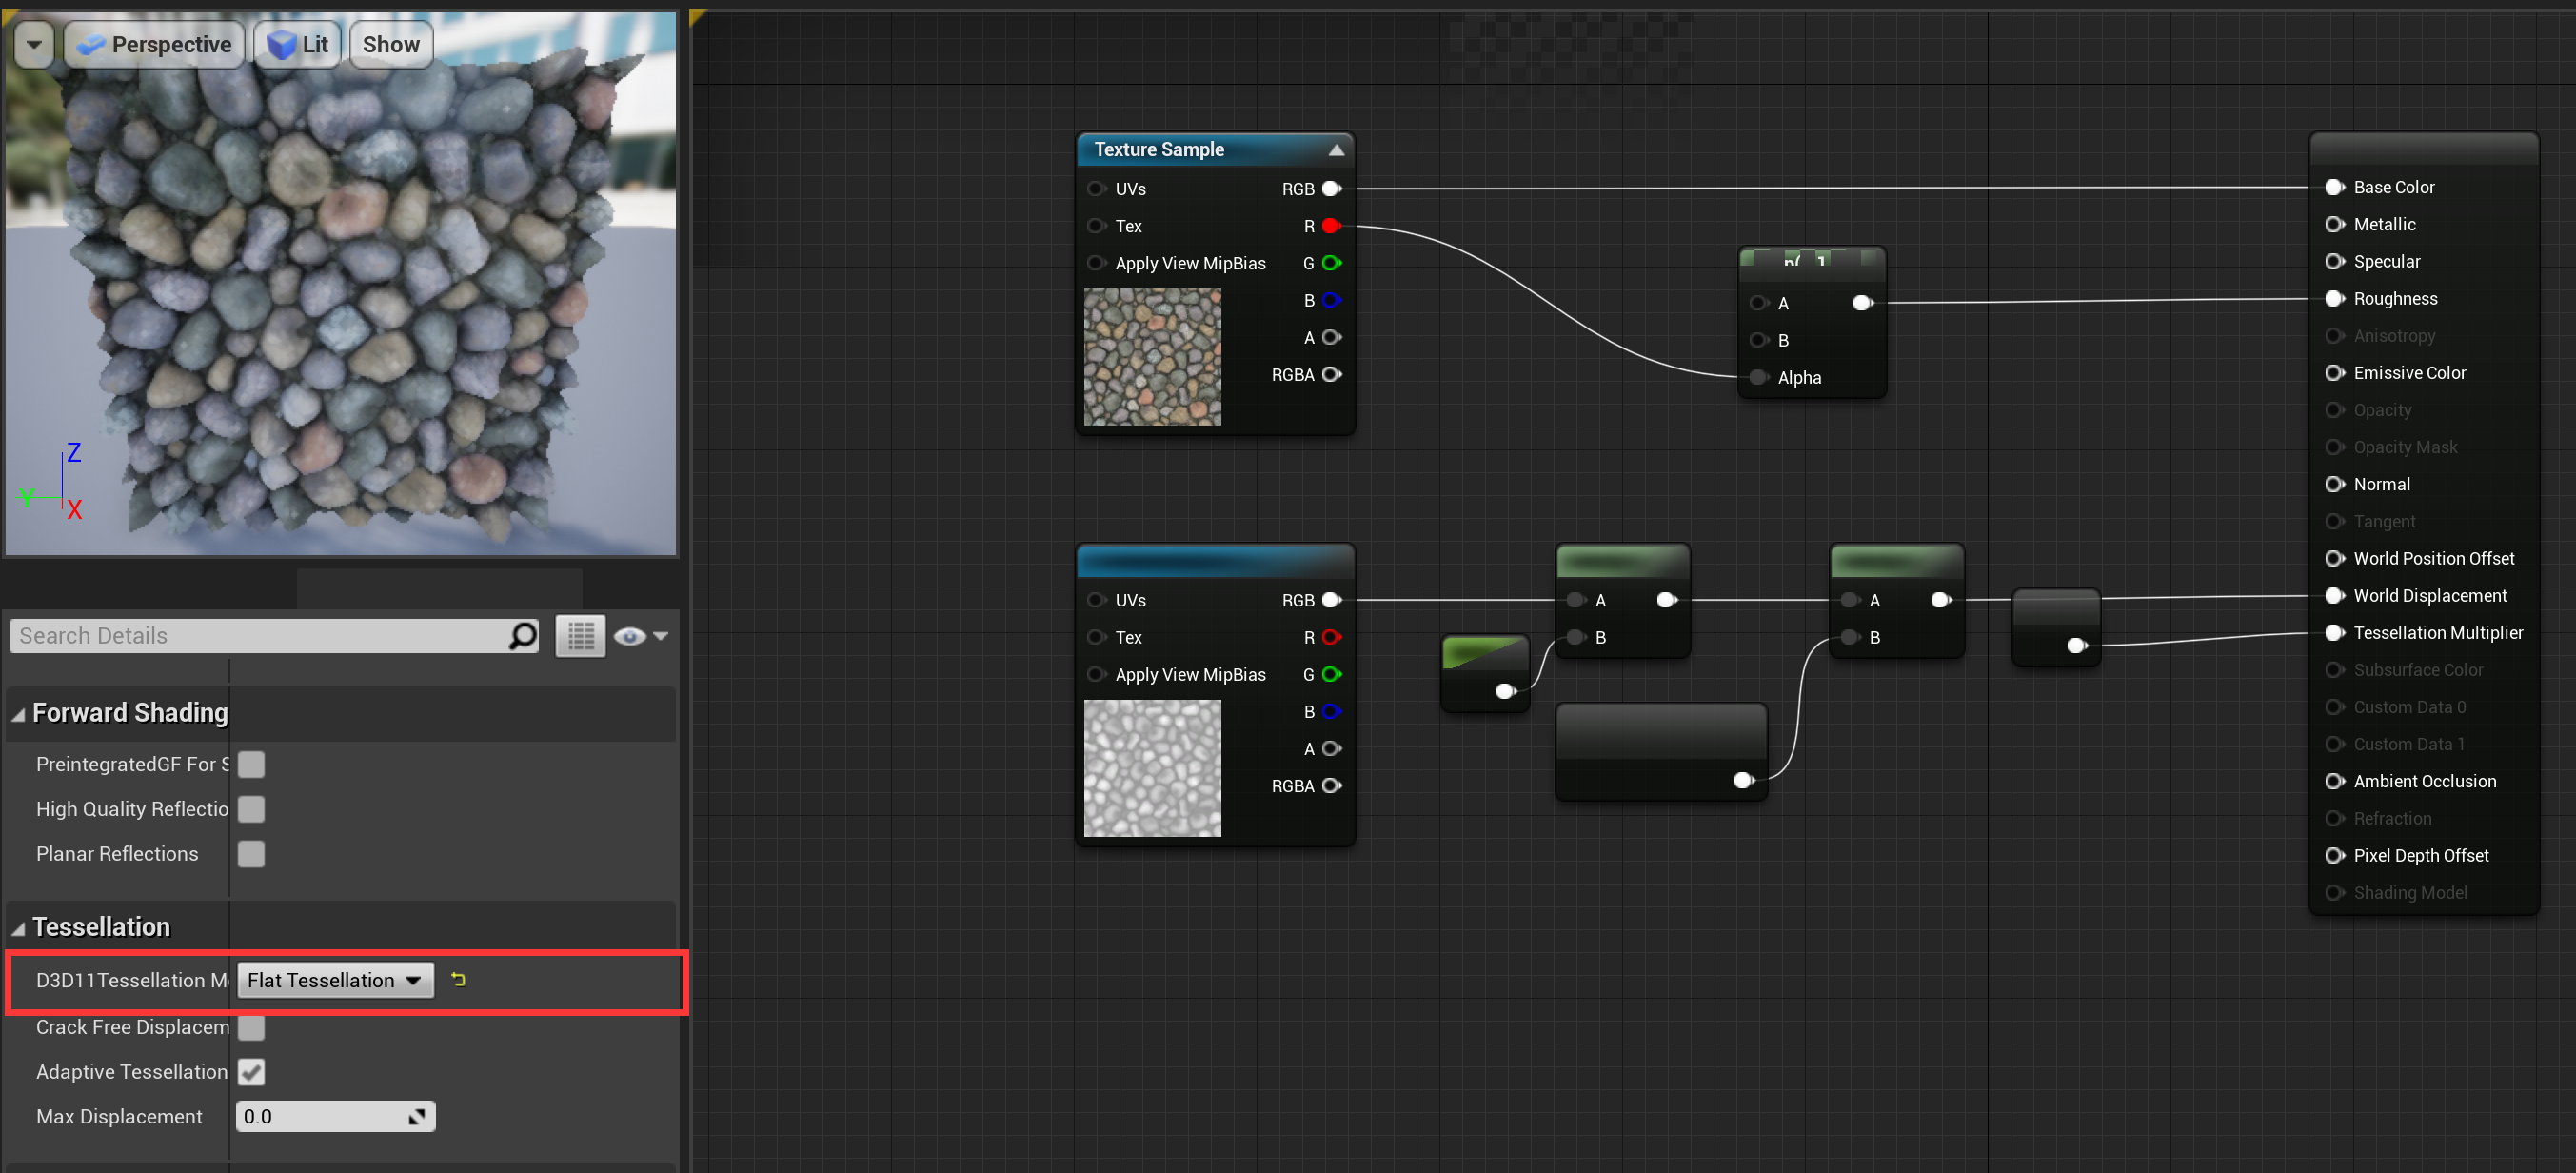 Perspective
Lit
Show
Z
Y
X
Search Details
Forward Shading
PreintegratedGF For S
High Quality Reflectio
Planar Reflections
Tessellation
D3D11Tessellation M
Flat Tessellation
Crack Free Displacem
Adaptive Tessellation
Max Displacement
0.0
Texture Sample
UVs
RGB
Tex
R
Apply View MipBias
G
B
A
RGBA
A
B
Alpha
UVs
RGB
Tex
R
Apply View MipBias
G
B
A
RGBA
A
B
A
B
Base Color
Metallic
Specular
Roughness
Anisotropy
Emissive Color
Opacity
Opacity Mask
Normal
Tangent
World Position Offset
World Displacement
Tessellation Multiplier
Subsurface Color
Custom Data 0
Custom Data 1
Ambient Occlusion
Refraction
Pixel Depth Offset
Shading Model